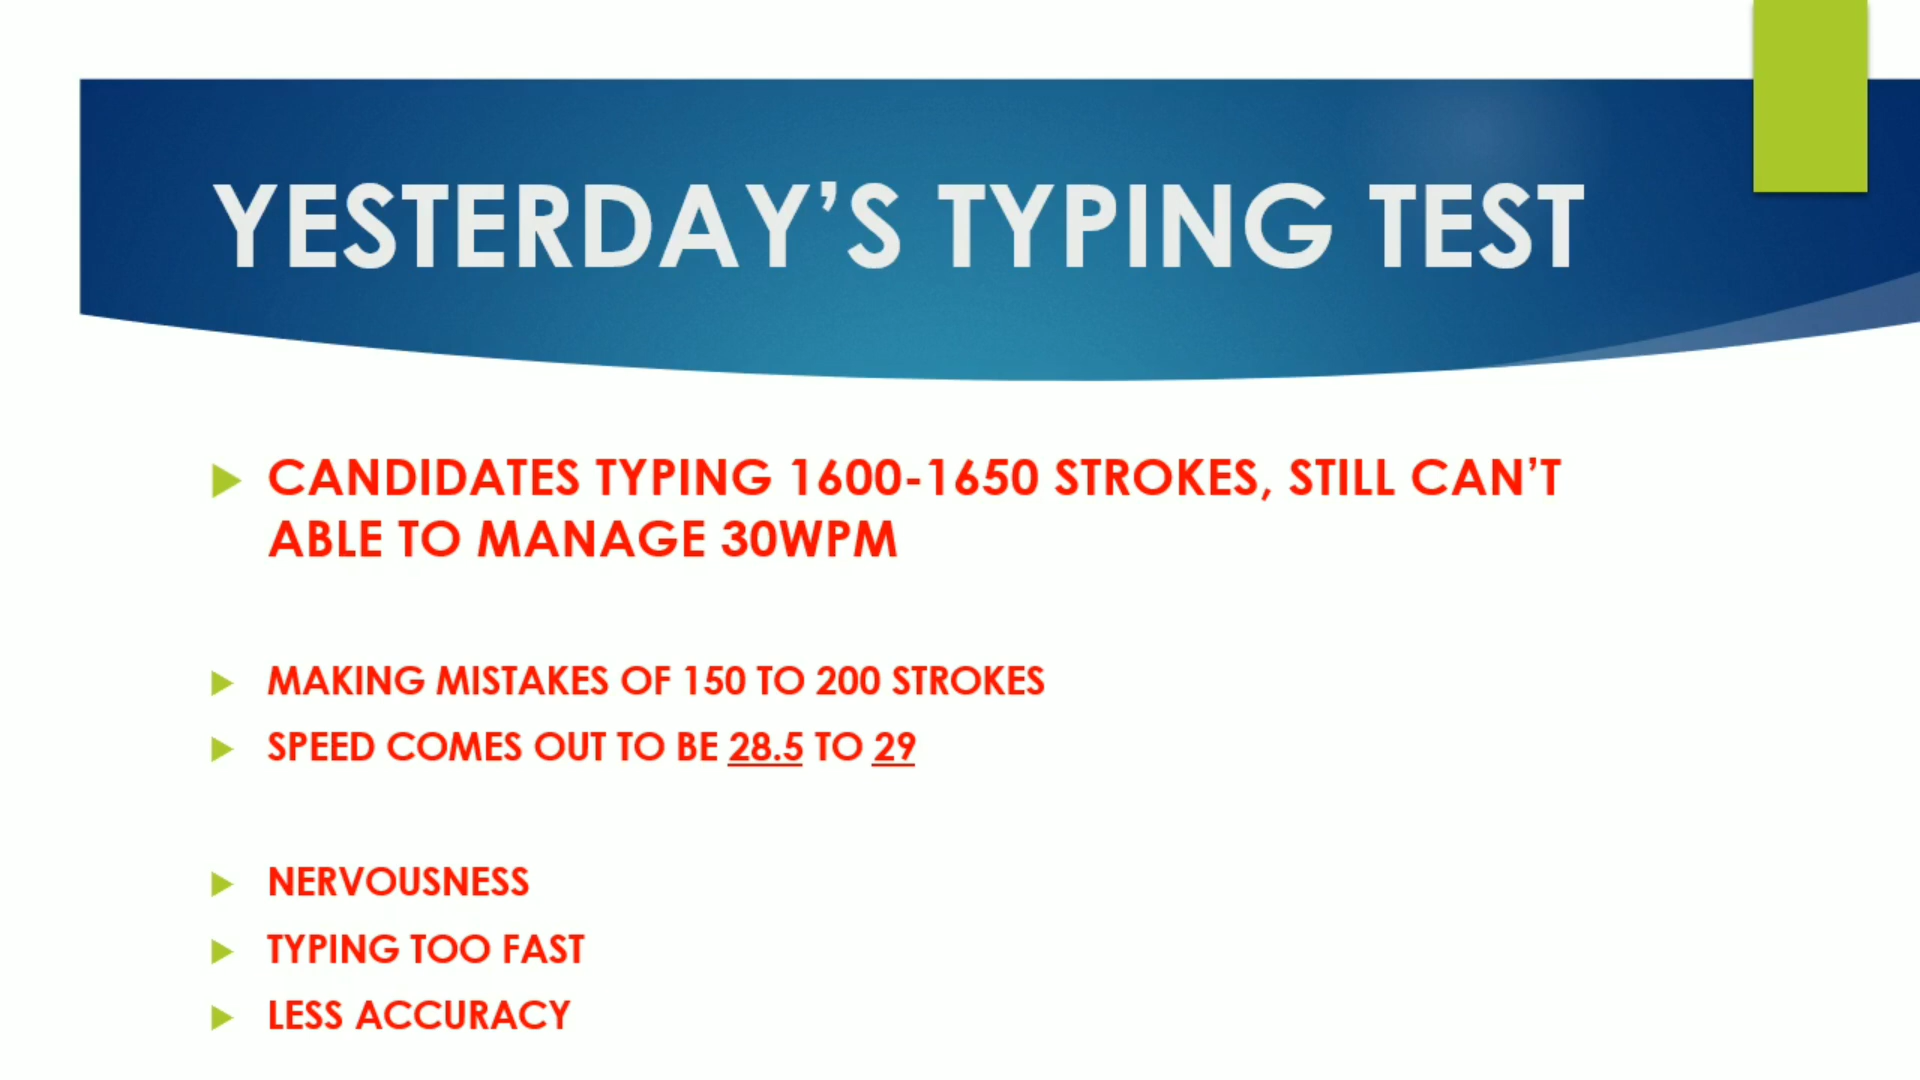 YESTERDAY’S TYPING TEST
CANDIDATES TYPING 1600-1650 STROKES, STILL CAN’T
ABLE TO MANAGE 30WPM
MAKING MISTAKES OF 150 TO 200 STROKES
SPEED COMES OUT TO BE 28.5 TO 29
NERVOUSNESS
TYPING TOO FAST
LESS ACCURACY